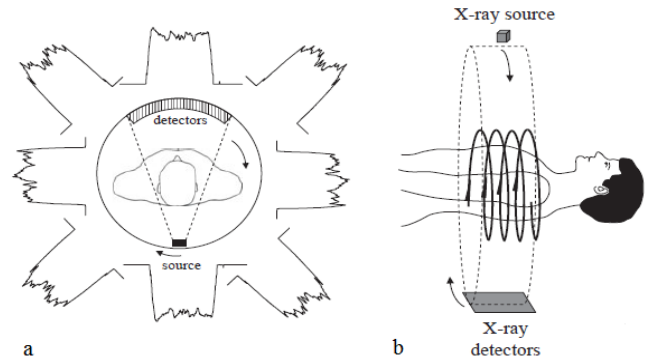 detectors
source
a
X-ray source
X-ray
detectors
b